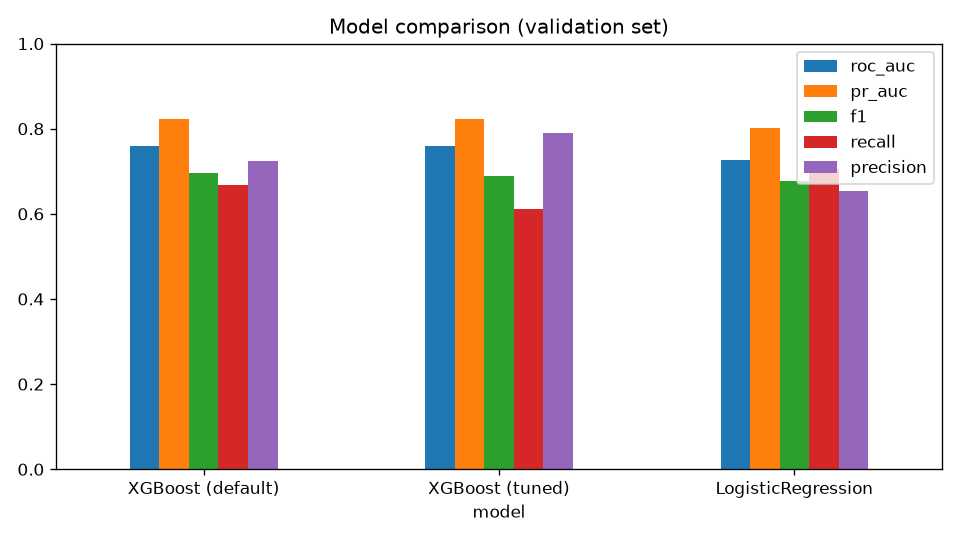 Model comparison (validation set)
1.0
0.8
0.6
0.4
0.2
0.0
roc_auc
pr_auc
f1
recall
precision
XGBoost (default)
XGBoost (tuned)
LogisticRegression
model